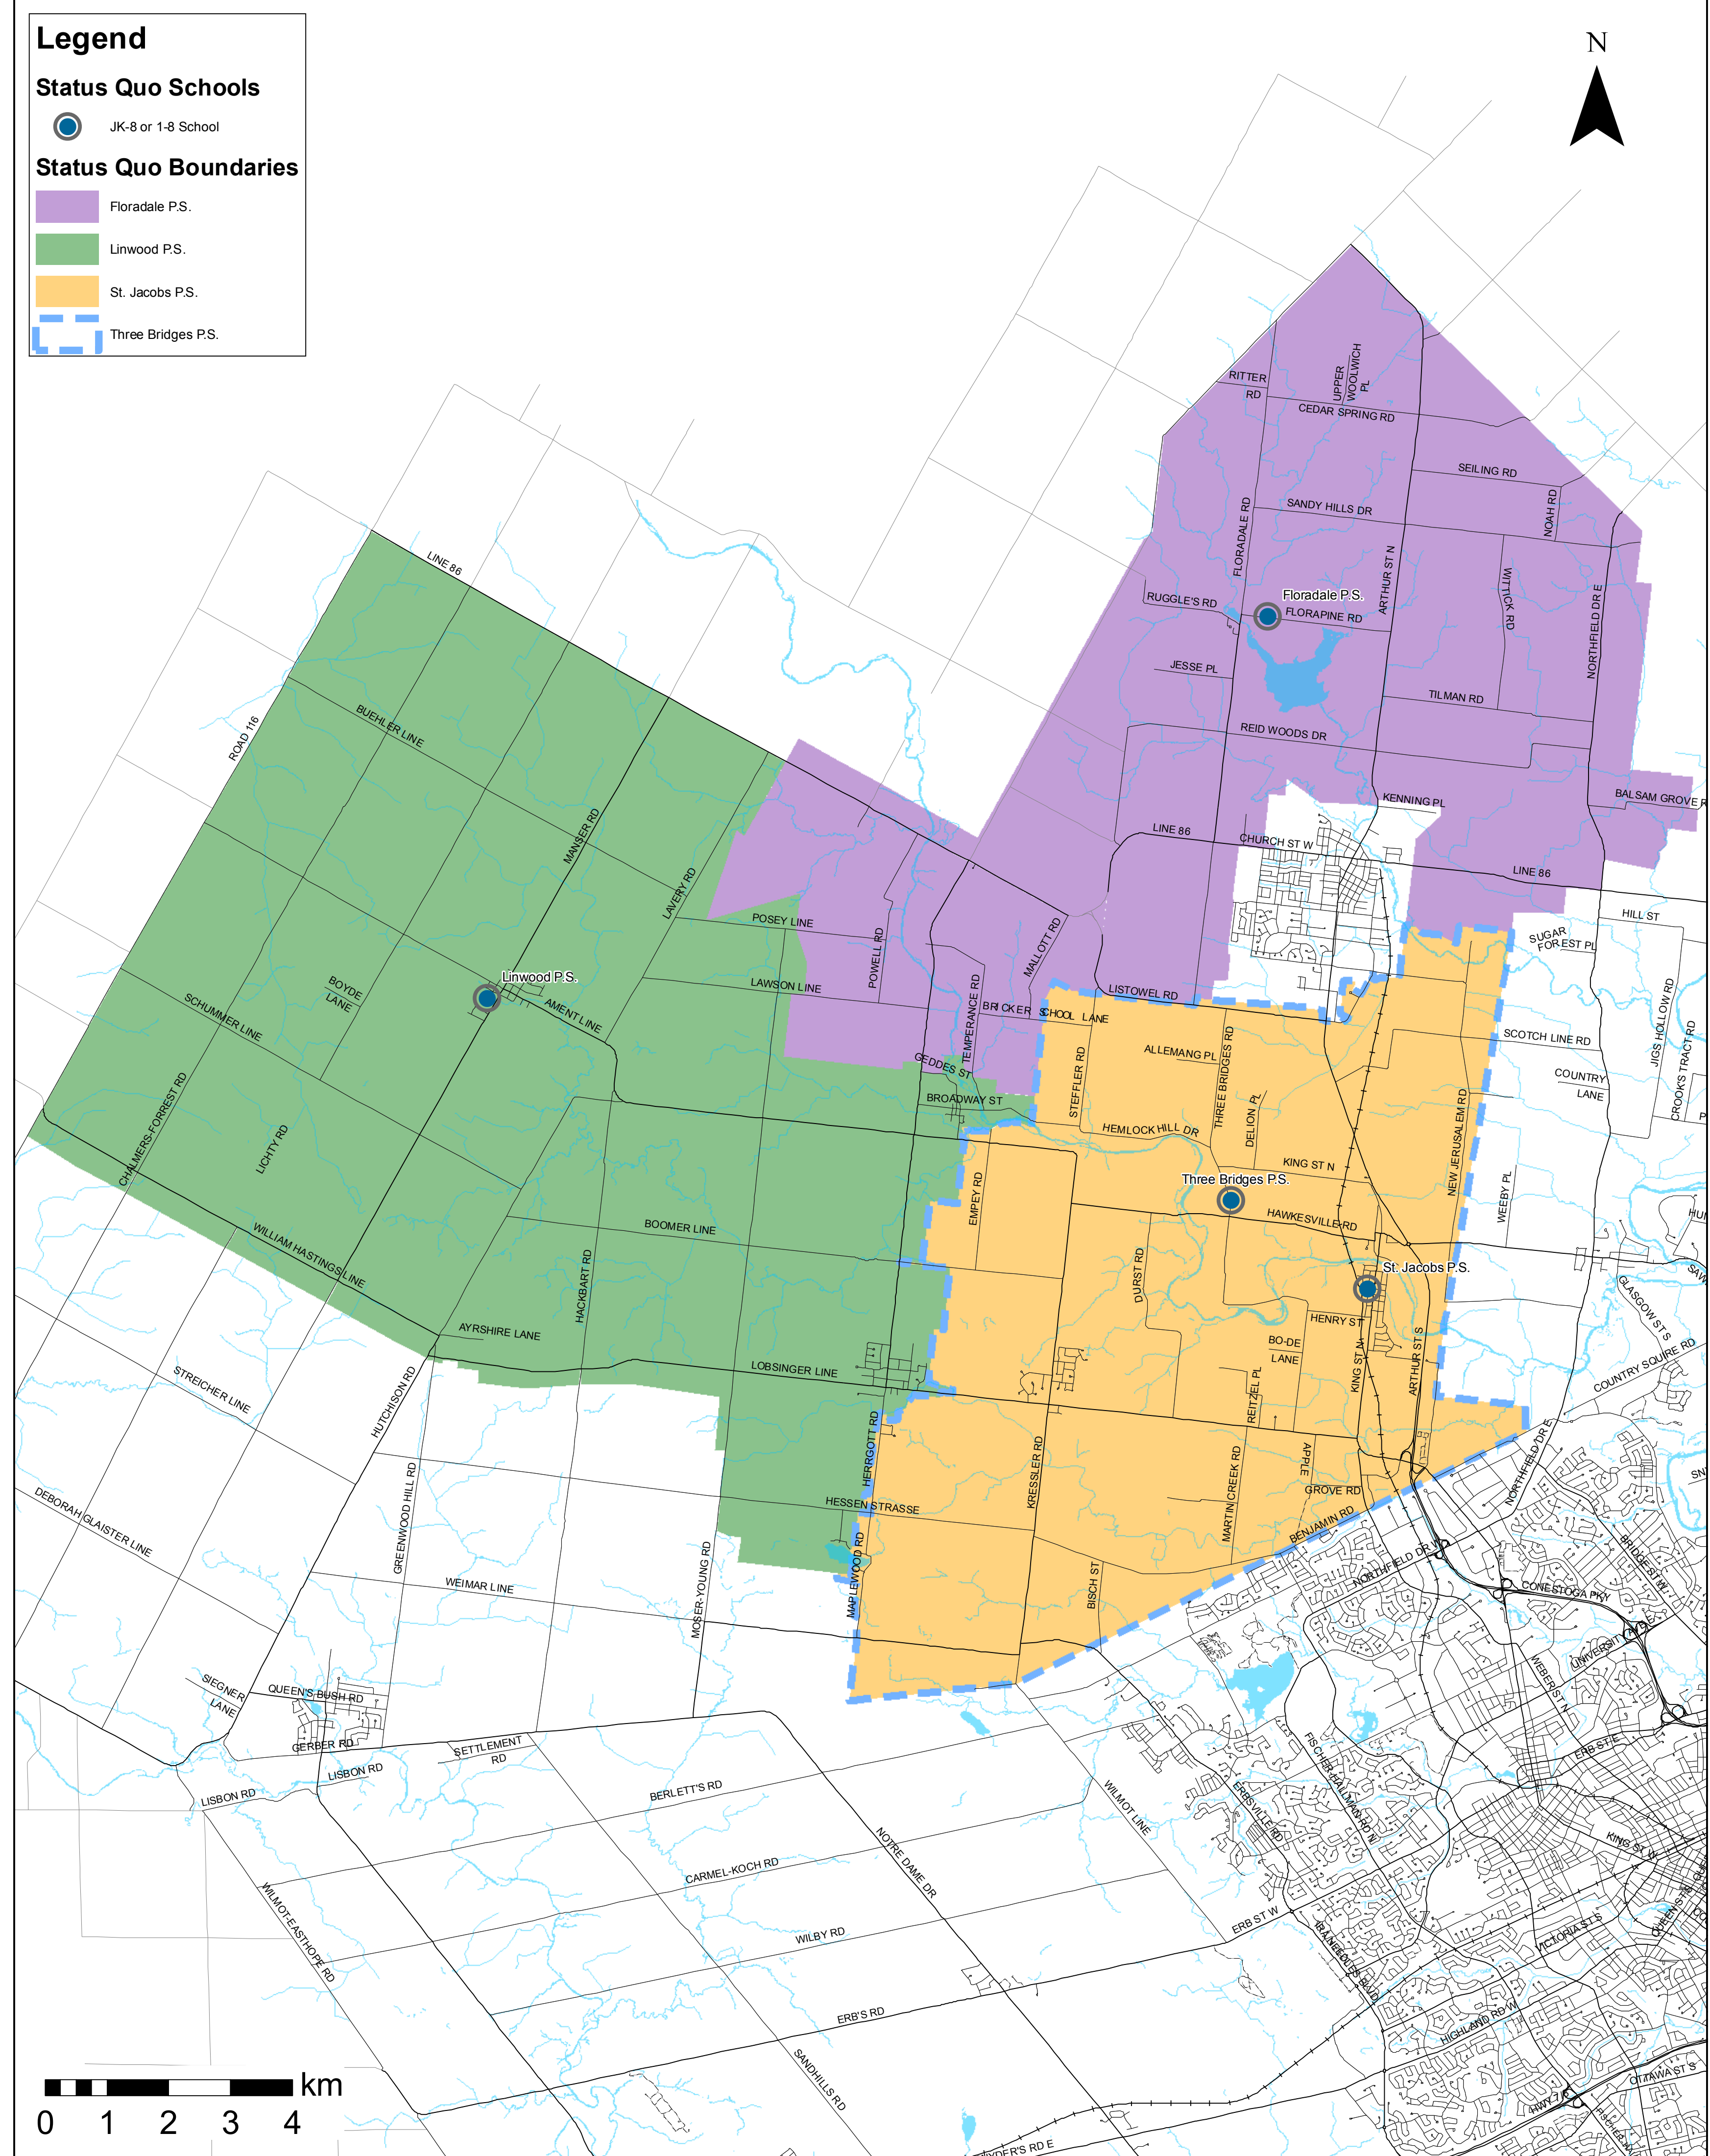 Legend
Status Quo Schools
JK-8 or 1-8 School
Status Quo Boundaries
Floradale P.S.
Linwood P.S.
St. Jacobs P.S.
Three Bridges P.S.
N
RITTER
RD
UPPER
WOOLWICH
PL
CEDAR SPRING RD
SEILING RD
NOAH RD
SANDY HILLS DR
FLORADALE RD
ARTHUR ST N
WITTICK RD
NORTHFIELD DR E
Floradale P.S.
FLORAPINE RD
RUGGLE'S RD
JESSE PL
TILMAN RD
REID WOODS DR
KENNING PL
BALSAM GROVE R
LINE 86
CHURCH ST W
LINE 86
HILL ST
SUGAR
FOREST PL
LINE 86
BUEHLER LINE
ROAD 116
MANSER RD
LAVERY RD
POSEY LINE
POWELL RD
MALLOTT RD
LAWSON LINE
TEMPERANCE RD
BRICKER SCHOOL LANE
LISTOWEL RD
Linwood P.S.
AMENT LINE
BOYDE
LANE
SCHUMMER LINE
GEDDES ST
BROADWAY ST
STEFFLER RD
ALLEMANG PL
THREE BRIDGES RD
DELION PL
HEMLOCK HILL DR
KING ST N
SCOTCH LINE RD
COUNTRY
LANE
JIGS HOLLOW RD
CROOK'S TRACT RD
P
NEW JERUSALEM RD
WEEBY PL
Three Bridges P.S.
HAWKESVILLE RD
HUN
SAW
CHALMERS-FORREST RD
LICHTY RD
WILLIAM HASTINGS LINE
BOOMER LINE
EMPEY RD
HACKBART RD
DURST RD
St. Jacobs P.S.
GLASGOW ST S
HENRY ST
BO-DE
LANE
KING ST N
ARTHUR ST S
REITZEL PL
COUNTRY SQUIRE RD
AYRSHIRE LANE
LOBSINGER LINE
STREICHER LINE
HUTCHISON RD
HERRGOTT RD
KRESSLER RD
MARTIN CREEK RD
APPLE
GROVE RD
BENJAMIN RD
NORTHFIELD DR E
SN
GREENWOOD HILL RD
HESSEN STRASSE
DEBORAH GLAISTER LINE
MAPLEWOOD RD
MOSER-YOUNG RD
WEIMAR LINE
BISCH ST
NORTHFIELD DR W
BRIDGE ST W
CONESTOGA PKY
UNIVERSITY AVE E
WEBER ST N
SIEGNER
LANE
QUEEN'S BUSH RD
GERBER RD
LISBON RD
SETTLEMENT
RD
LISBON RD
BERLETT'S RD
WILMOT LINE
ERBSVILLE RD
FISCHER-HALLMAN RD N
ERB ST E
KING ST W
CARMEL-KOCH RD
NOTRE DAME DR
WILMOT-EASTHOPE RD
WILBY RD
ERB ST W
IRA NEEDLES BLVD
VICTORIA ST S
QUEEN ST S
ERB'S RD
HIGHLAND RD W
SANDHILLS RD
OTTAWA ST S
HWY 7/8
YDER'S RD E
km
0 1 2 3 4